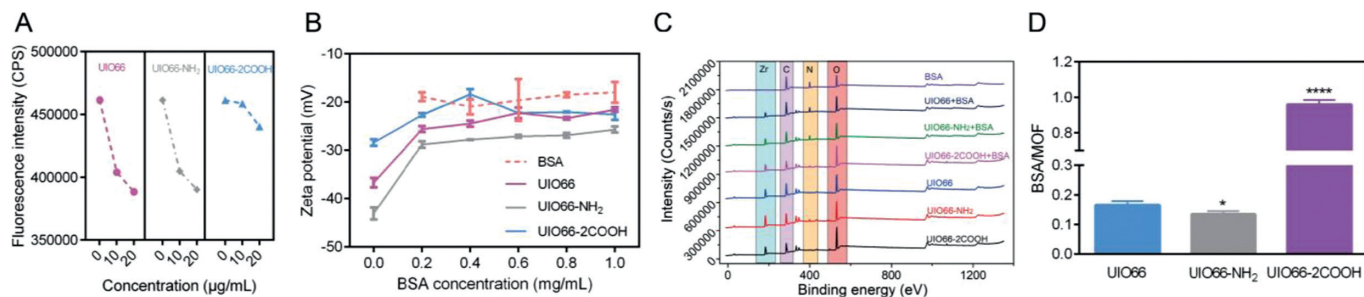 A
Fluorescence intensity (CPS)
500000
450000
400000
350000
UIO66
UIO66-NH₂
UIO66-2COOH
0 10 20 0 10 20 0 10 20
Concentration (µg/mL)
B
Zeta potential (mV)
-10
-20
-30
-40
-50
BSA
UIO66
UIO66-NH₂
UIO66-2COOH
0.0 0.2 0.4 0.6 0.8 1.0
BSA concentration (mg/mL)
C
Intensity (Counts/s)
2100000
1800000
1500000
1200000
900000
600000
300000
Zr C N O
BSA
UIO66+BSA
UIO66-NH₂+BSA
UIO66-2COOH+BSA
UIO66
UIO66-NH₂
UIO66-2COOH
0 200 400 600 800 1000 1200
Binding energy (eV)
D
BSA/MOF
1.2
1.0
0.8
0.3
0.2
0.1
0.0
*
****
UIO66 UIO66-NH₂ UIO66-2COOH